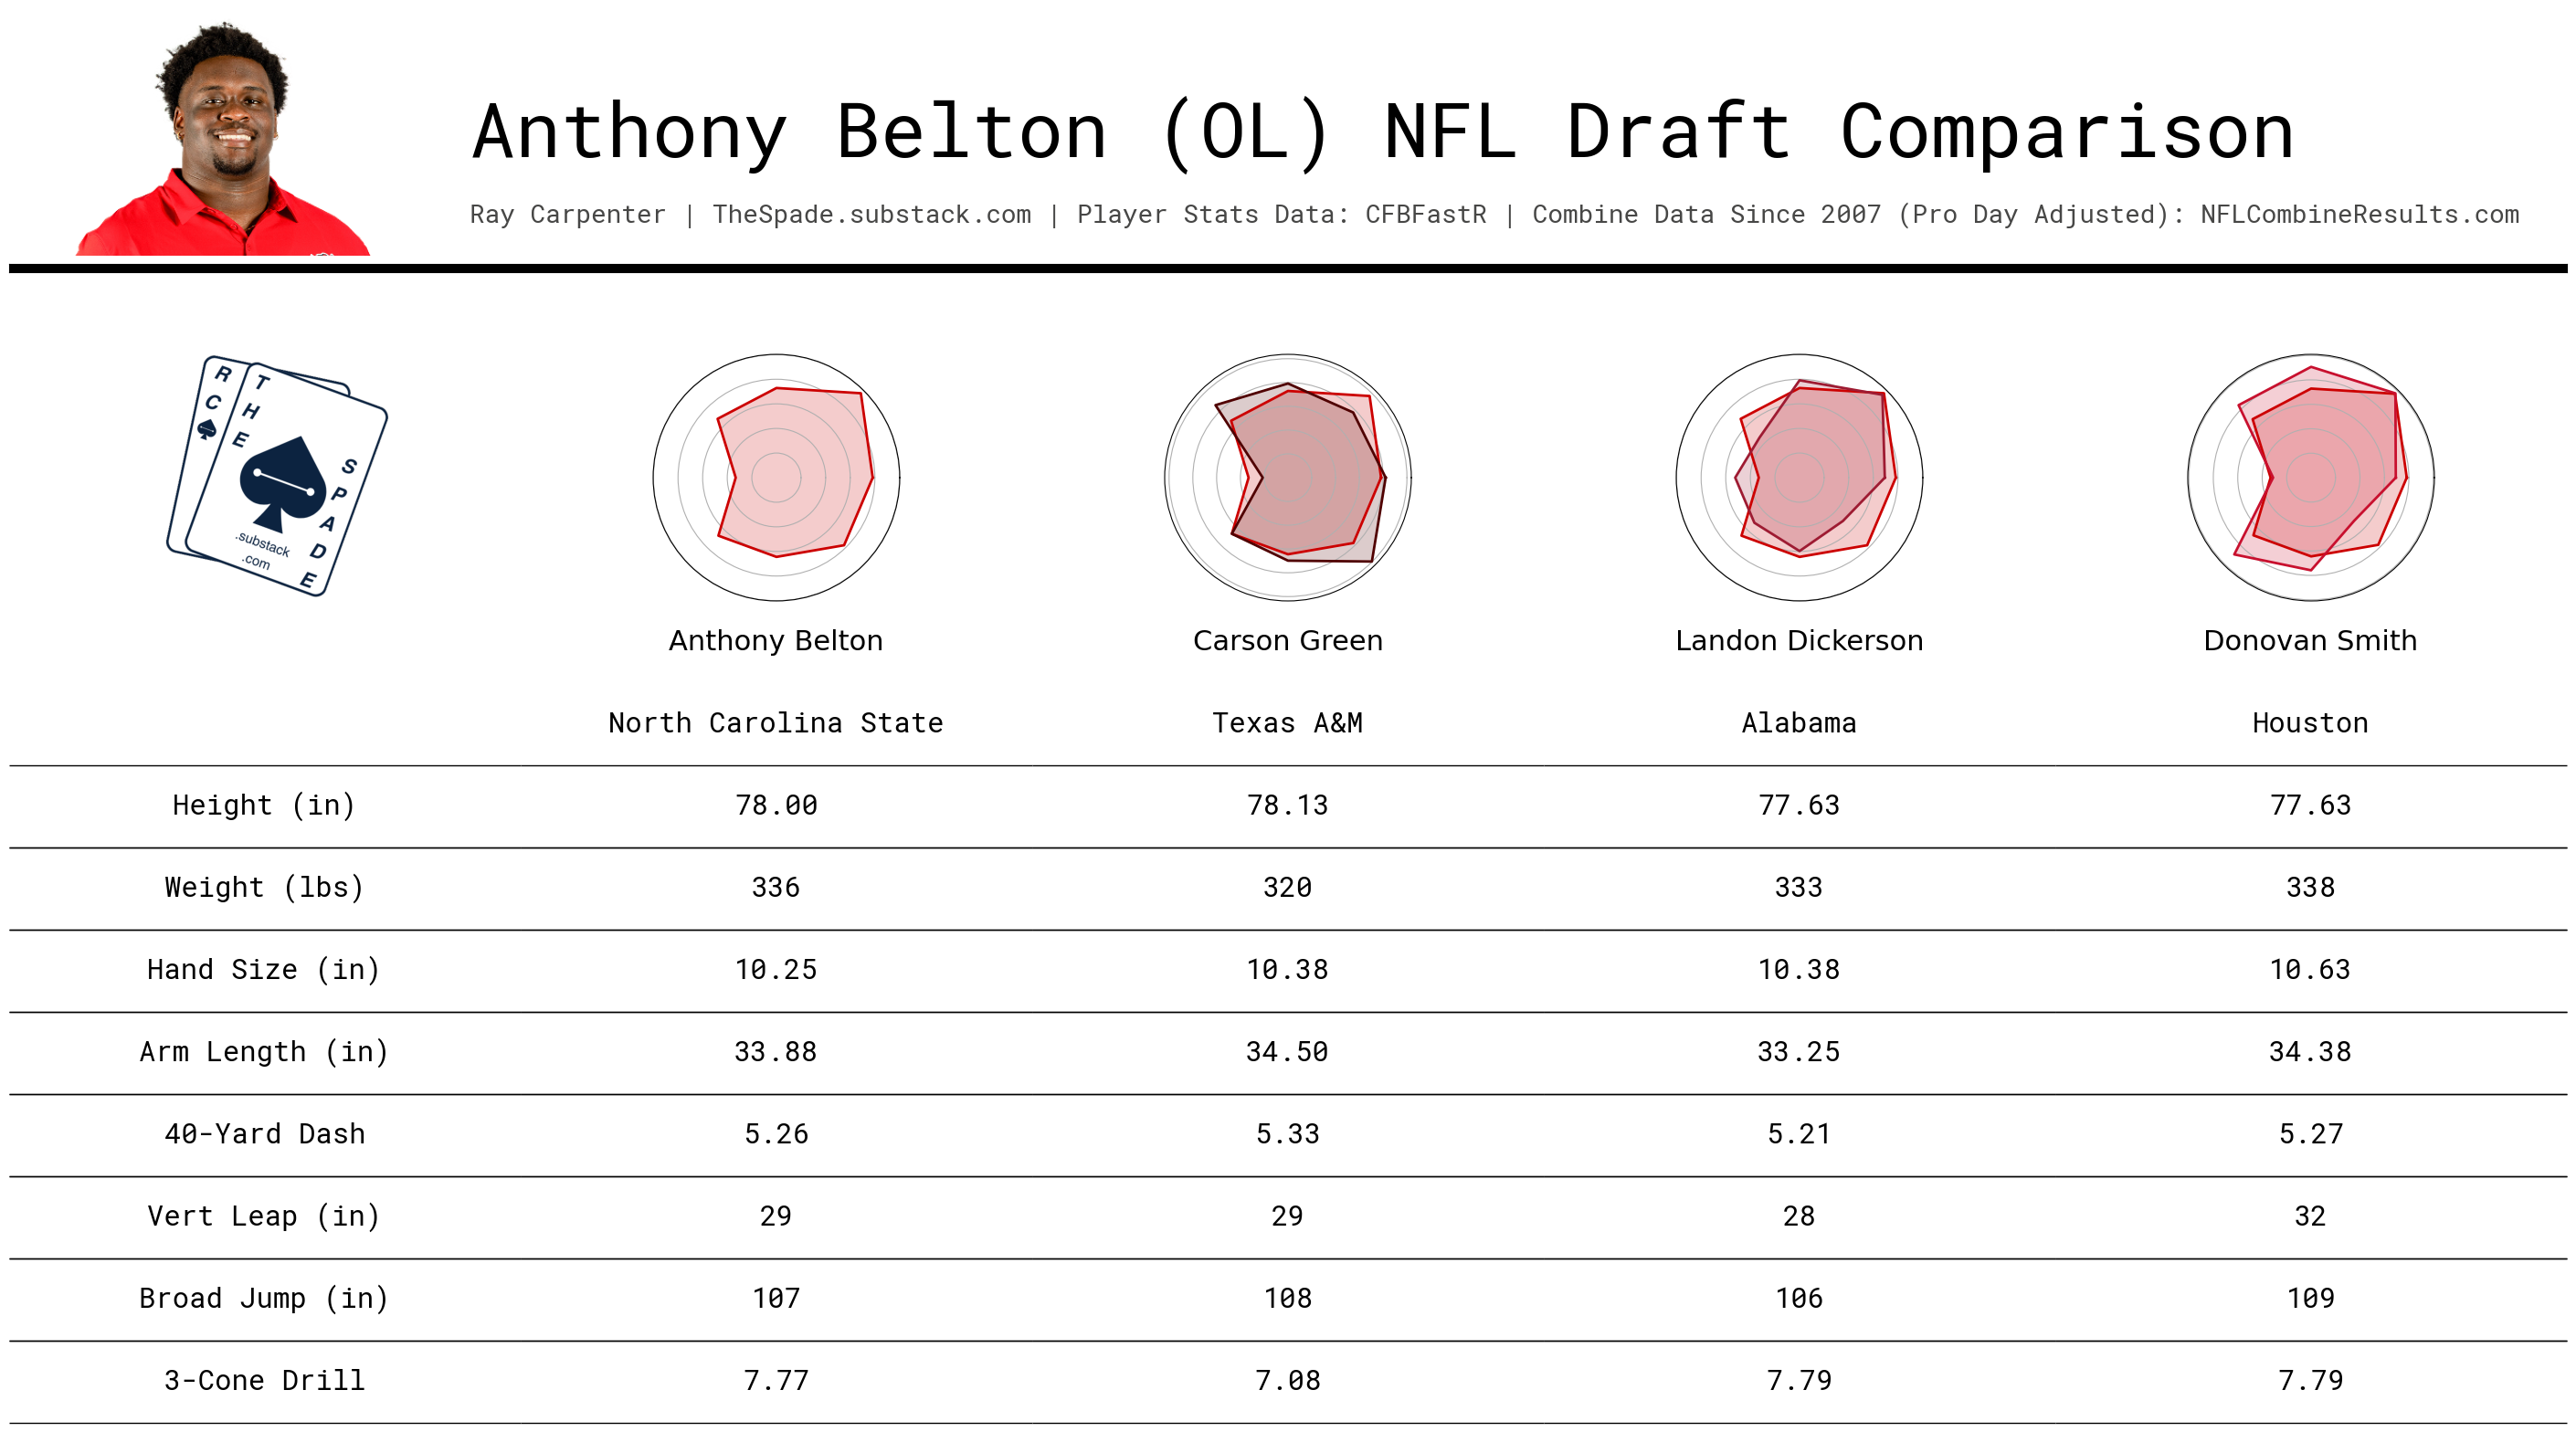 Anthony Belton (OL) NFL Draft Comparison
Ray Carpenter | TheSpade.substack.com | Player Stats Data: CFBFastR | Combine Data Since 2007 (Pro Day Adjusted): NFLCombineResults.com
RC
THE
SPADE
.substack
.com
Anthony Belton Carson Green Landon Dickerson Donovan Smith
North Carolina State Texas A&M Alabama Houston
Height (in) 78.00 78.13 77.63 77.63
Weight (lbs) 336 320 333 338
Hand Size (in) 10.25 10.38 10.38 10.63
Arm Length (in) 33.88 34.50 33.25 34.38
40-Yard Dash 5.26 5.33 5.21 5.27
Vert Leap (in) 29 29 28 32
Broad Jump (in) 107 108 106 109
3-Cone Drill 7.77 7.08 7.79 7.79